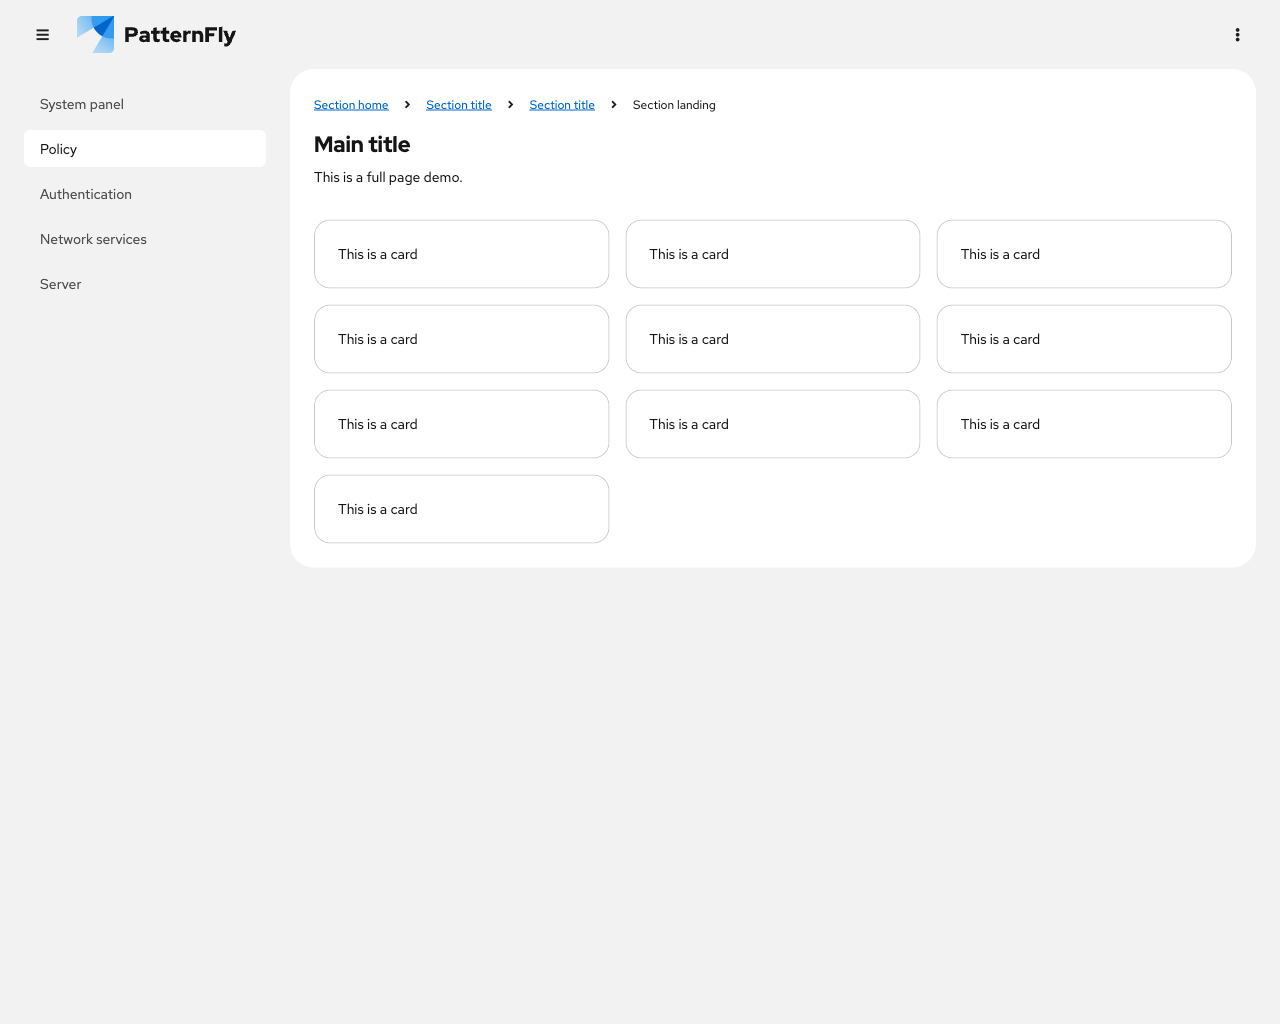 PatternFly
System panel
Policy
Authentication
Network services
Server
Section home
Section title
Section title
Section landing
Main title
This is a full page demo.
This is a card
This is a card
This is a card
This is a card
This is a card
This is a card
This is a card
This is a card
This is a card
This is a card